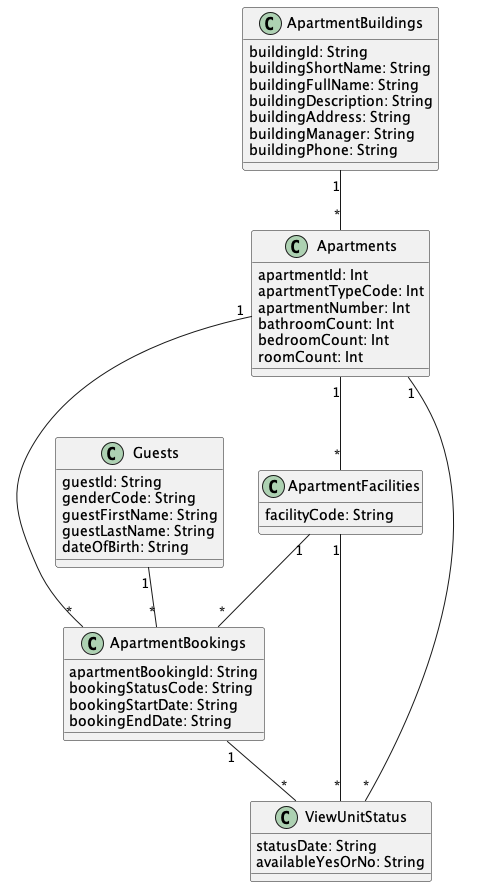 C ApartmentBuildings
buildingId: String
buildingShortName: String
buildingFullName: String
buildingDescription: String
buildingAddress: String
buildingManager: String
buildingPhone: String
1
*
C Apartments
apartmentId: Int
apartmentTypeCode: Int
apartmentNumber: Int
bathroomCount: Int
bedroomCount: Int
roomCount: Int
1
1
1
*
C Guests
guestId: String
genderCode: String
guestFirstName: String
guestLastName: String
dateOfBirth: String
C ApartmentFacilities
facilityCode: String
1
1
1
*
*
*
C ApartmentBookings
apartmentBookingId: String
bookingStatusCode: String
bookingStartDate: String
bookingEndDate: String
1
*
*
*
C ViewUnitStatus
statusDate: String
availableYesOrNo: String